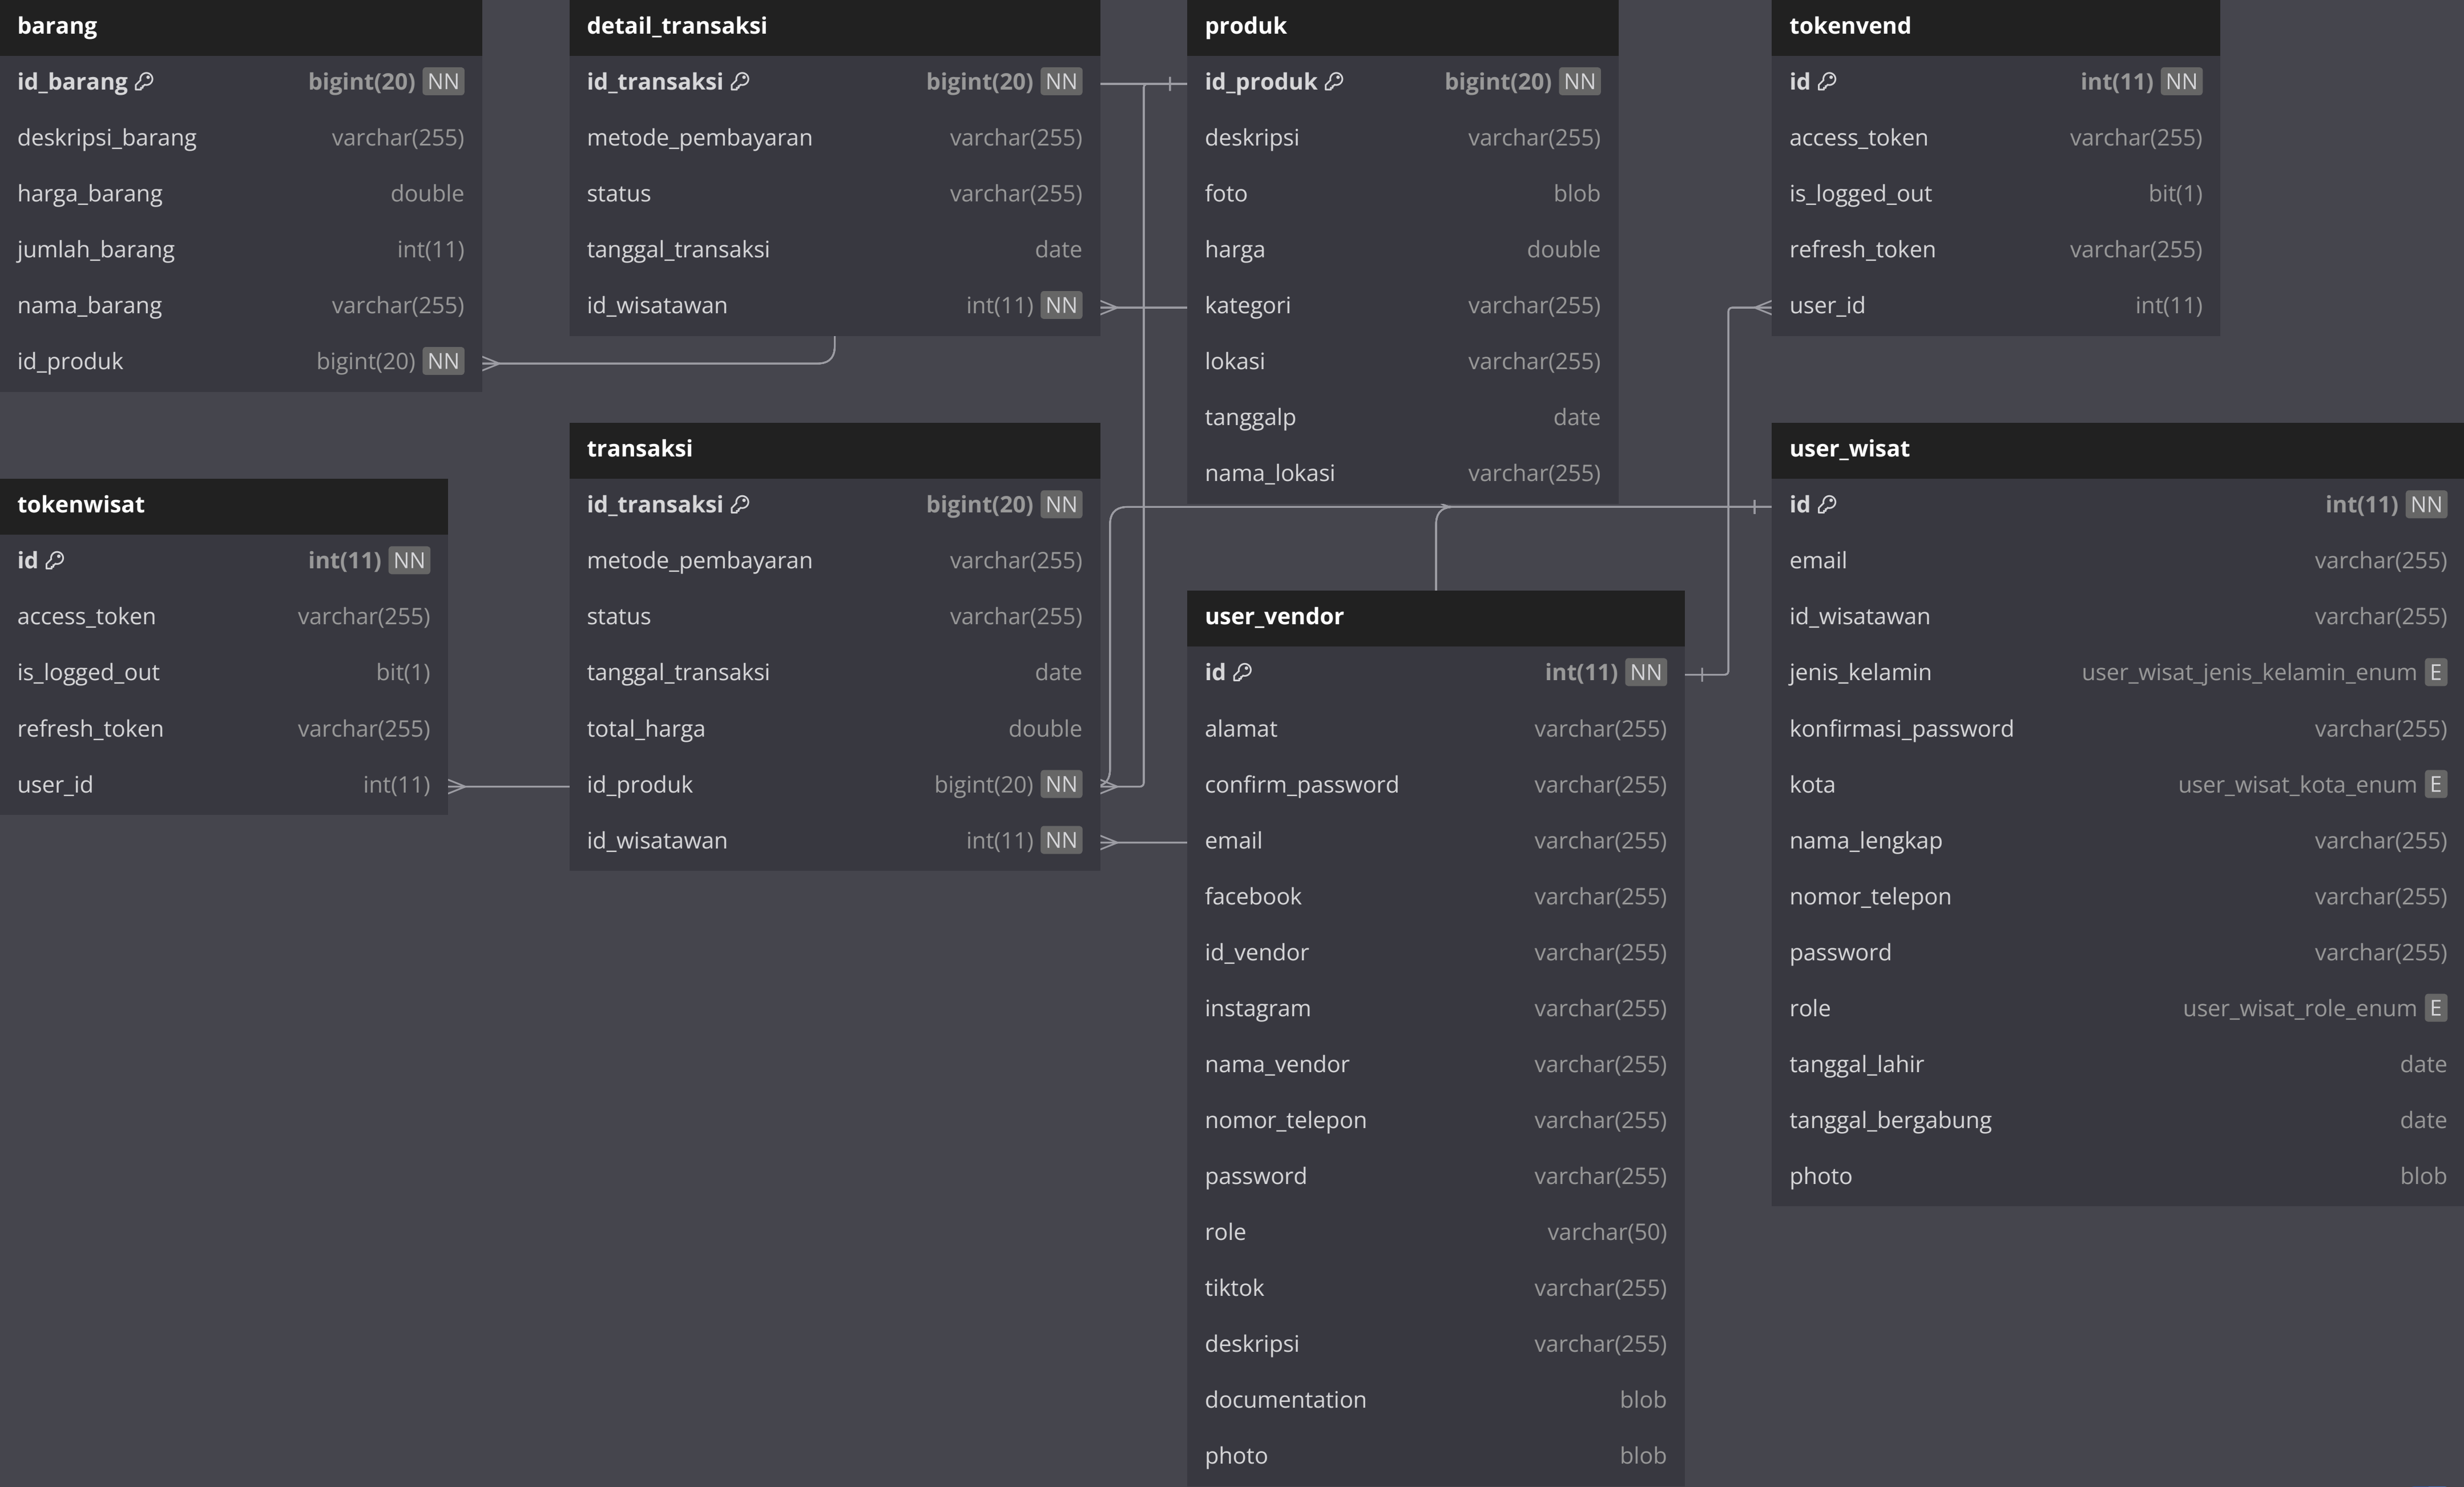 barang
id_barang bigint(20) NN
deskripsi_barang varchar(255)
harga_barang double
jumlah_barang int(11)
nama_barang varchar(255)
id_produk bigint(20) NN
detail_transaksi
id_transaksi bigint(20) NN
metode_pembayaran varchar(255)
status varchar(255)
tanggal_transaksi date
id_wisatawan int(11) NN
produk
id_produk bigint(20) NN
deskripsi varchar(255)
foto blob
harga double
kategori varchar(255)
lokasi varchar(255)
tanggalp date
nama_lokasi varchar(255)
tokenvend
id int(11) NN
access_token varchar(255)
is_logged_out bit(1)
refresh_token varchar(255)
user_id int(11)
tokenwisat
id int(11) NN
access_token varchar(255)
is_logged_out bit(1)
refresh_token varchar(255)
user_id int(11)
transaksi
id_transaksi bigint(20) NN
metode_pembayaran varchar(255)
status varchar(255)
tanggal_transaksi date
total_harga double
id_produk bigint(20) NN
id_wisatawan int(11) NN
user_vendor
id int(11) NN
alamat varchar(255)
confirm_password varchar(255)
email varchar(255)
facebook varchar(255)
id_vendor varchar(255)
instagram varchar(255)
nama_vendor varchar(255)
nomor_telepon varchar(255)
password varchar(255)
role varchar(50)
tiktok varchar(255)
deskripsi varchar(255)
documentation blob
photo blob
user_wisat
id int(11) NN
email varchar(255)
id_wisatawan varchar(255)
jenis_kelamin user_wisat_jenis_kelamin_enum E
konfirmasi_password varchar(255)
kota user_wisat_kota_enum E
nama_lengkap varchar(255)
nomor_telepon varchar(255)
password varchar(255)
role user_wisat_role_enum E
tanggal_lahir date
tanggal_bergabung date
photo blob